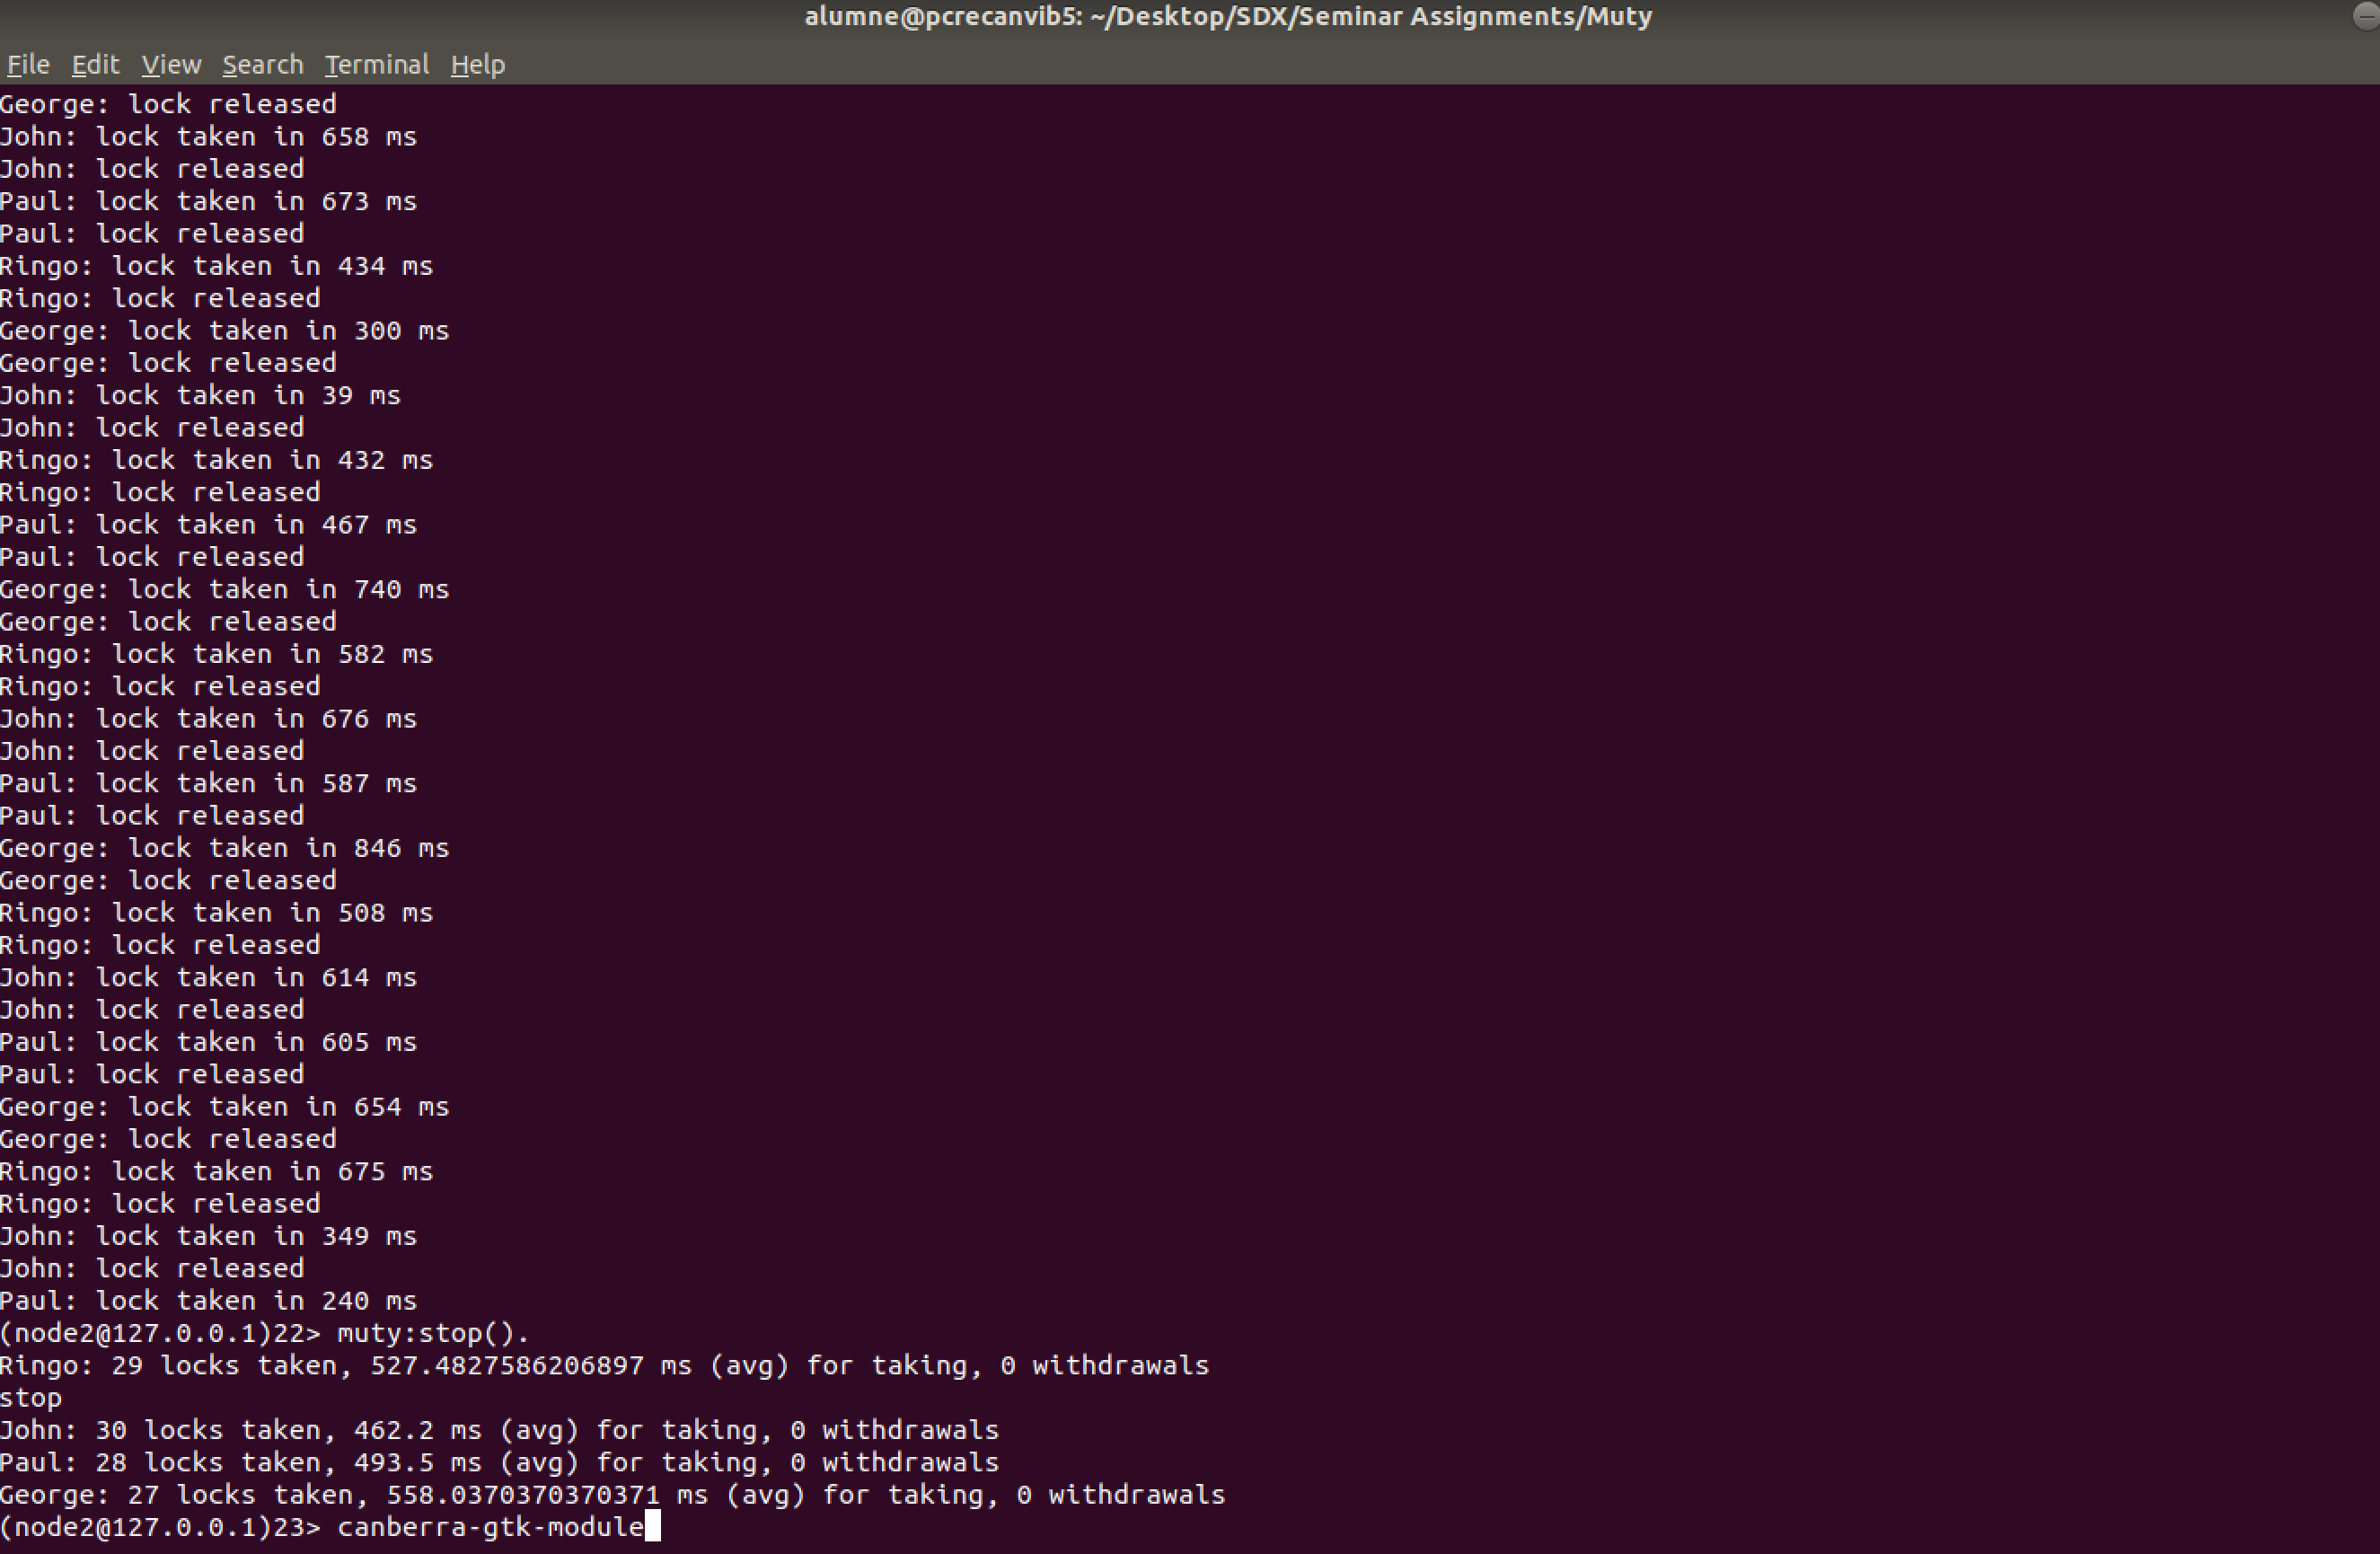 alumne@pcrecanvib5: ~/Desktop/SDX/Seminar Assignments/Muty
File Edit View Search Terminal Help
George: lock released
John: lock taken in 658 ms
John: lock released
Paul: lock taken in 673 ms
Paul: lock released
Ringo: lock taken in 434 ms
Ringo: lock released
George: lock taken in 300 ms
George: lock released
John: lock taken in 39 ms
John: lock released
Ringo: lock taken in 432 ms
Ringo: lock released
Paul: lock taken in 467 ms
Paul: lock released
George: lock taken in 740 ms
George: lock released
Ringo: lock taken in 582 ms
Ringo: lock released
John: lock taken in 676 ms
John: lock released
Paul: lock taken in 587 ms
Paul: lock released
George: lock taken in 846 ms
George: lock released
Ringo: lock taken in 508 ms
Ringo: lock released
John: lock taken in 614 ms
John: lock released
Paul: lock taken in 605 ms
Paul: lock released
George: lock taken in 654 ms
George: lock released
Ringo: lock taken in 675 ms
Ringo: lock released
John: lock taken in 349 ms
John: lock released
Paul: lock taken in 240 ms
(node2@127.0.0.1)22> muty:stop().
Ringo: 29 locks taken, 527.4827586206897 ms (avg) for taking, 0 withdrawals
stop
John: 30 locks taken, 462.2 ms (avg) for taking, 0 withdrawals
Paul: 28 locks taken, 493.5 ms (avg) for taking, 0 withdrawals
George: 27 locks taken, 558.0370370370371 ms (avg) for taking, 0 withdrawals
(node2@127.0.0.1)23> canberra-gtk-module